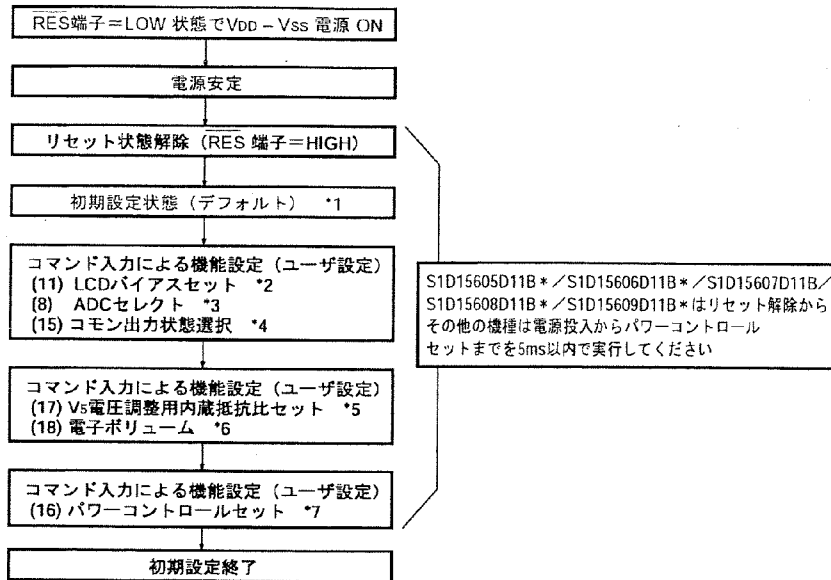 RES端子＝LOW 状態でVDD－VSS 電源 ON
電源安定
リセット状態解除（RES 端子＝HIGH）
初期設定状態（デフォルト） *1
コマンド入力による機能設定（ユーザ設定）
(11) LCDバイアスセット *2
(8) ADCセレクト *3
(15) コモン出力状態選択 *4
コマンド入力による機能設定（ユーザ設定）
(17) V5電圧調整用内蔵抵抗比セット *5
(18) 電子ボリューム *6
コマンド入力による機能設定（ユーザ設定）
(16) パワーコントロールセット *7
初期設定終了
S1D15605D11B＊／S1D15606D11B＊／S1D15607D11B／
S1D15608D11B＊／S1D15609D11B＊はリセット解除から
その他の機種は電源投入からパワーコントロール
セットまでを5ms以内で実行してください